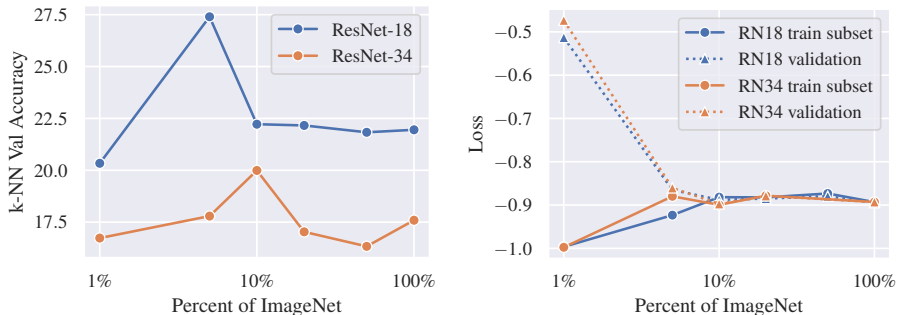 27.5
25.0
22.5
20.0
17.5
k-NN Val Accuracy
ResNet-18
ResNet-34
1%
10%
100%
Percent of ImageNet
−0.5
−0.6
−0.7
−0.8
−0.9
−1.0
Loss
RN18 train subset
RN18 validation
RN34 train subset
RN34 validation
1%
10%
100%
Percent of ImageNet